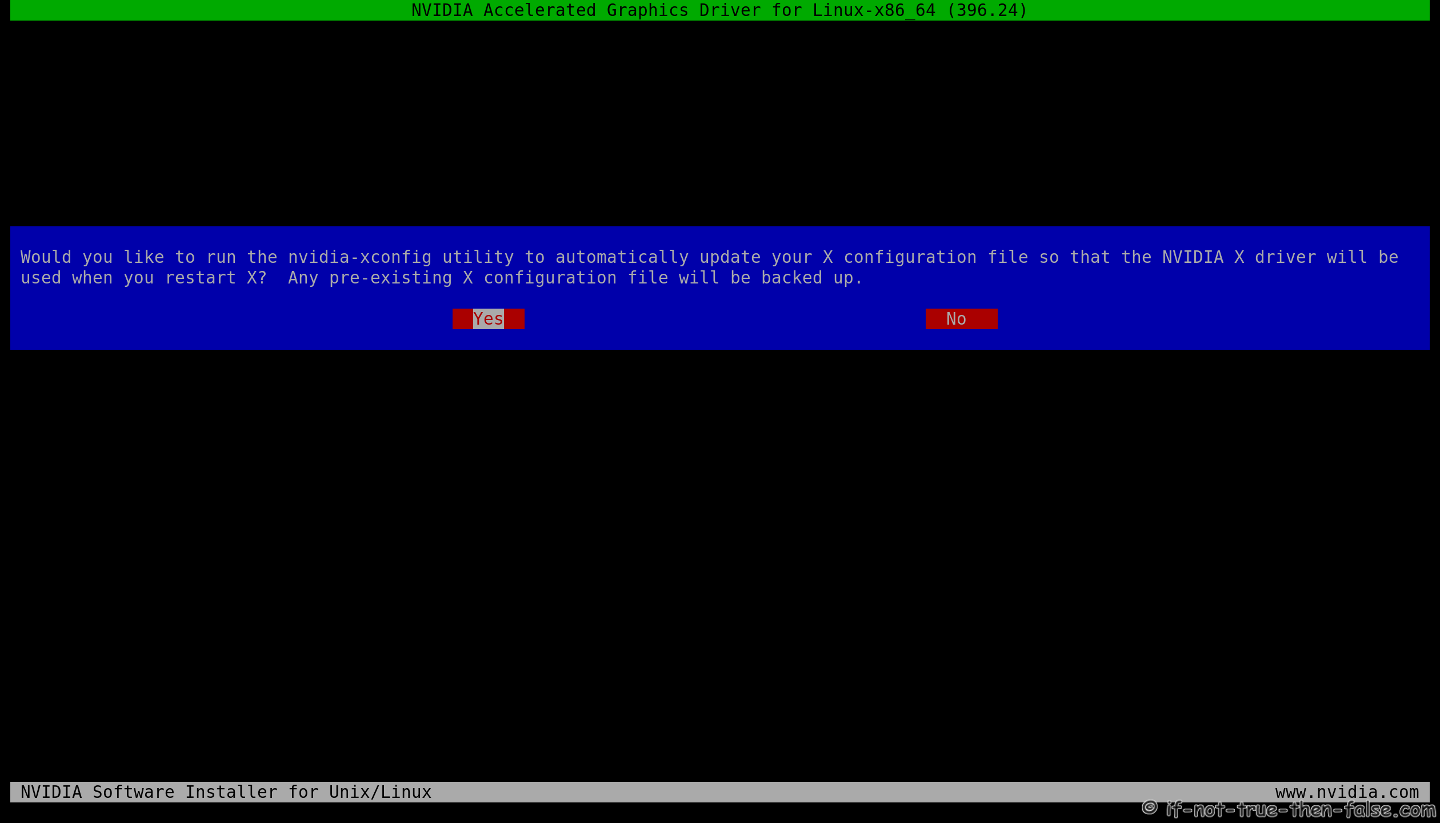 NVIDIA Accelerated Graphics Driver for Linux-x86_64 (396.24)
Would you like to run the nvidia-xconfig utility to automatically update your X configuration file so that the NVIDIA X driver will be
used when you restart X?  Any pre-existing X configuration file will be backed up.
Yes No
NVIDIA Software Installer for Unix/Linux www.nvidia.com
© if-not-true-then-false.com